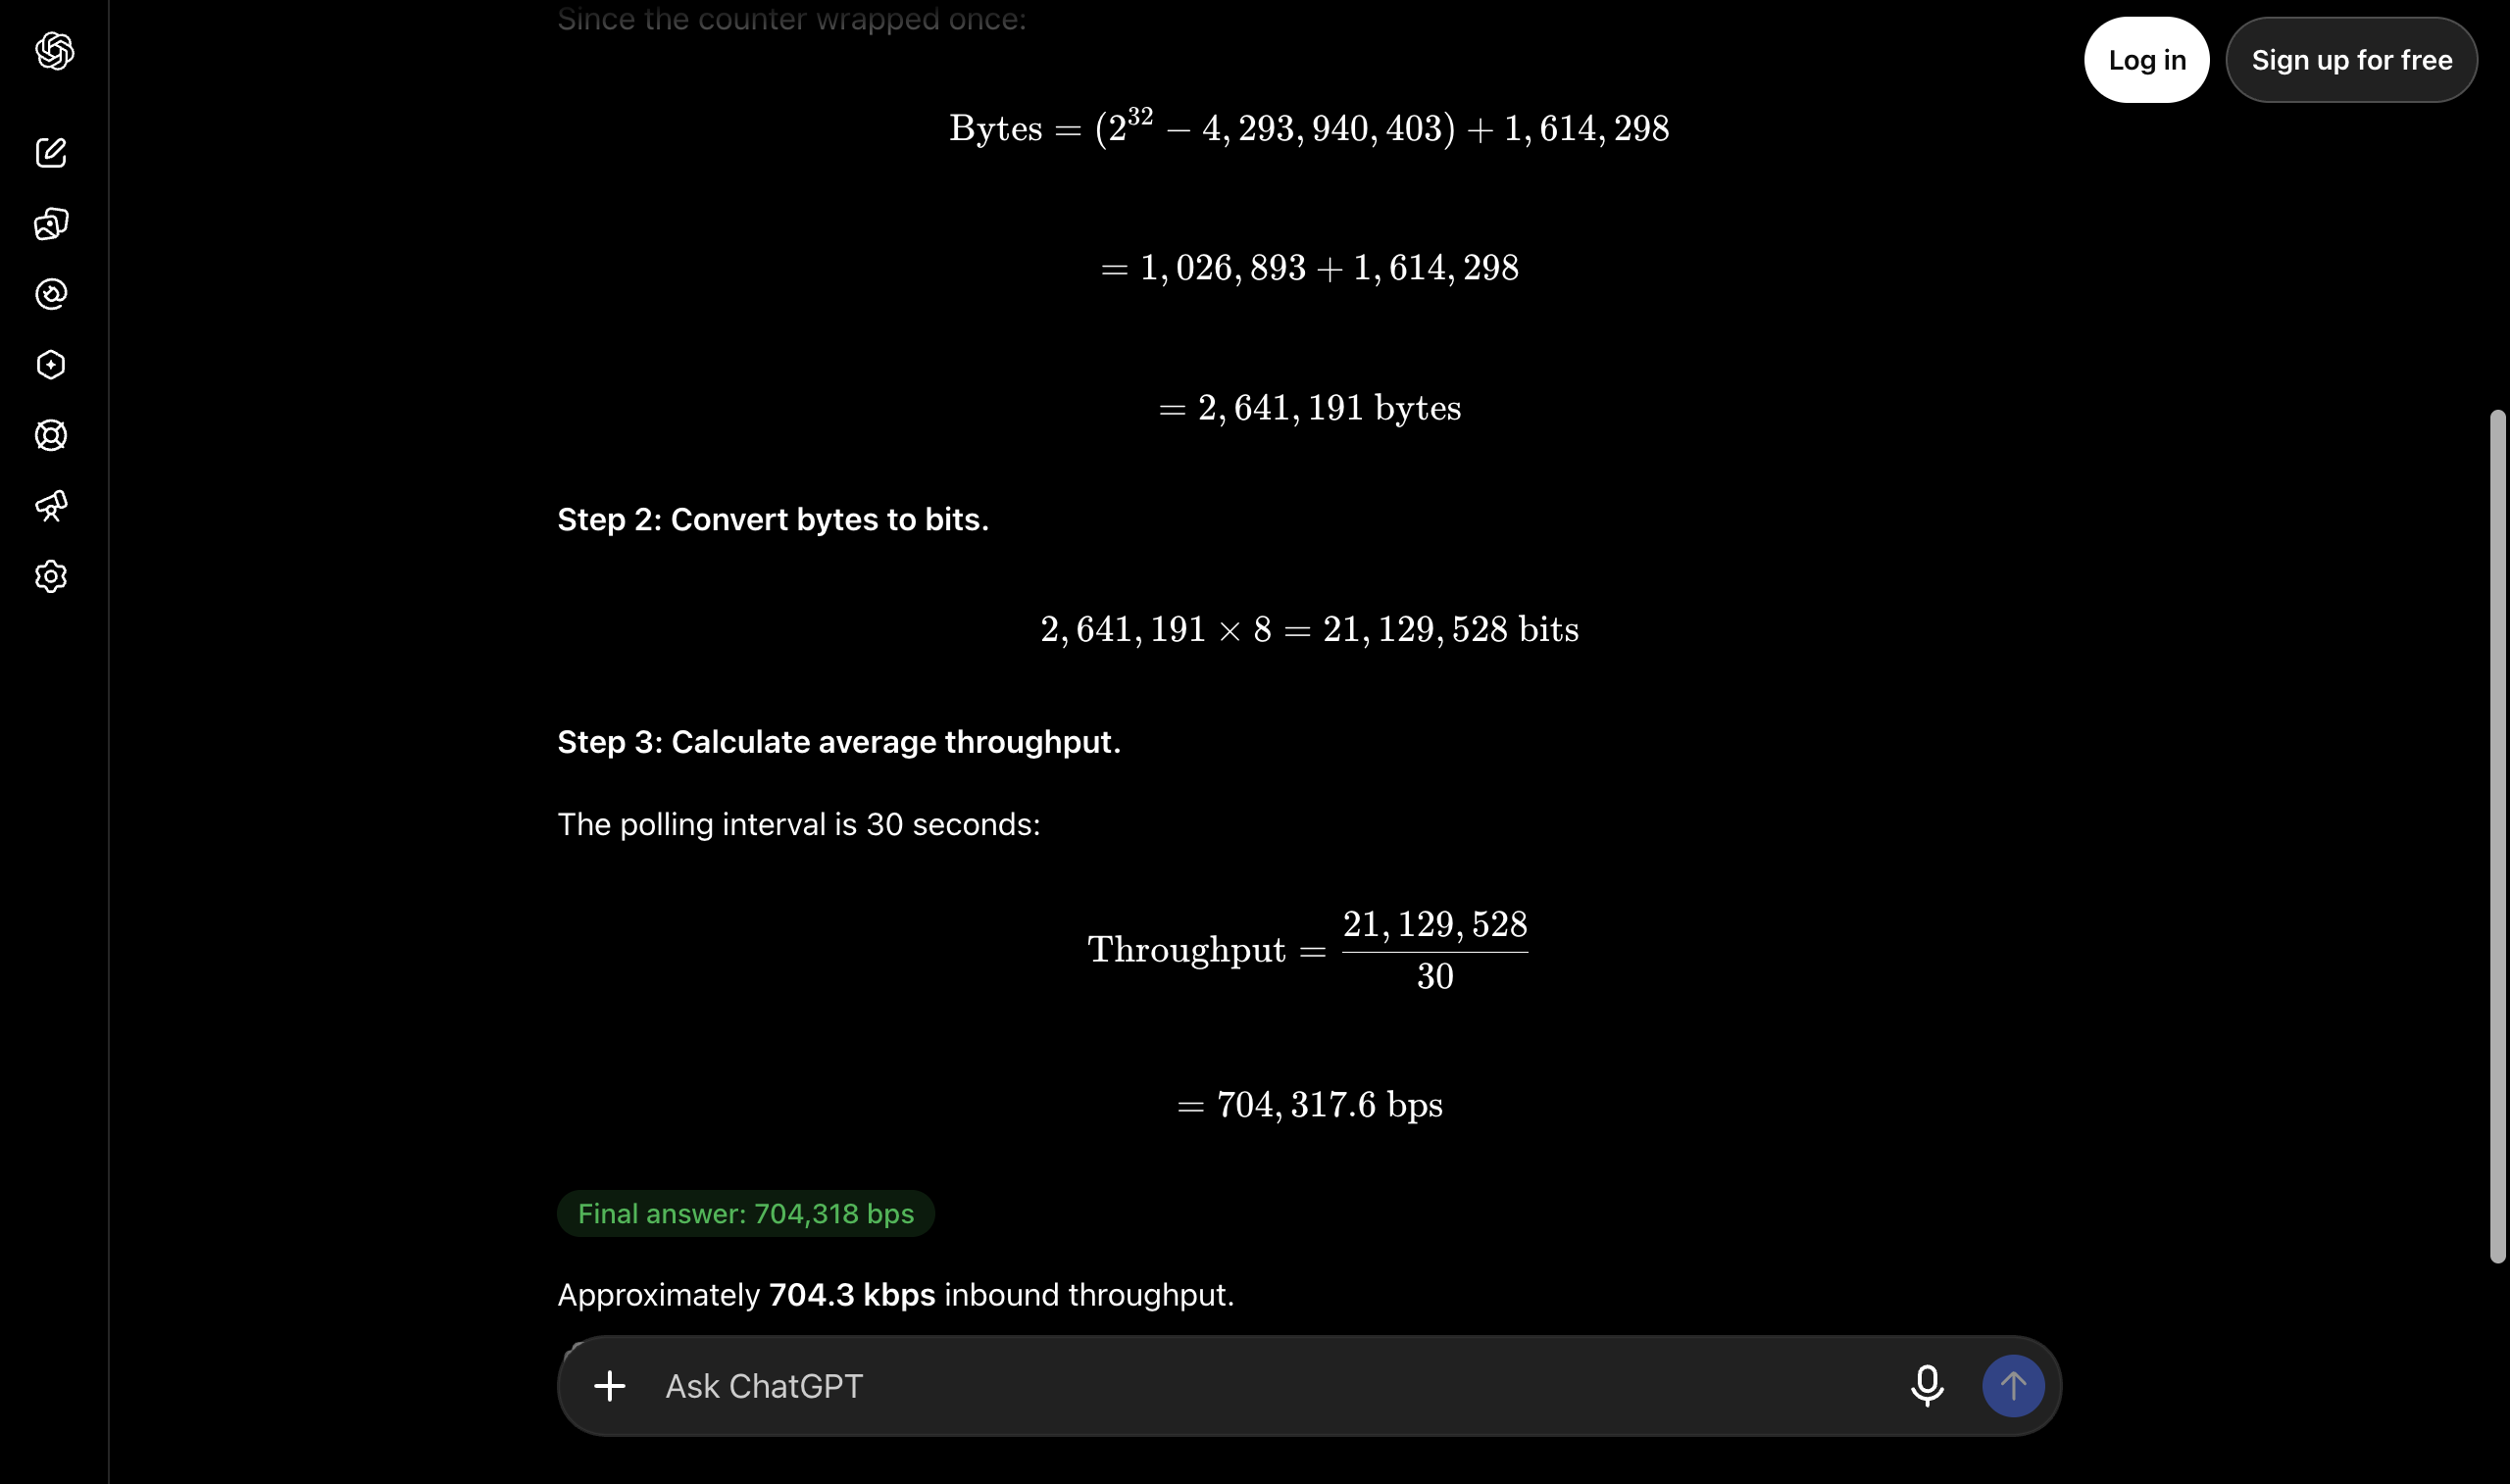 Since the counter wrapped once:
Log in
Sign up for free
Bytes = (2^32 − 4, 293, 940, 403) + 1, 614, 298
= 1, 026, 893 + 1, 614, 298
= 2, 641, 191 bytes
Step 2: Convert bytes to bits.
2, 641, 191 × 8 = 21, 129, 528 bits
Step 3: Calculate average throughput.
The polling interval is 30 seconds:
Throughput = 21, 129, 528 / 30
= 704, 317.6 bps
Final answer: 704,318 bps
Approximately 704.3 kbps inbound throughput.
Ask ChatGPT